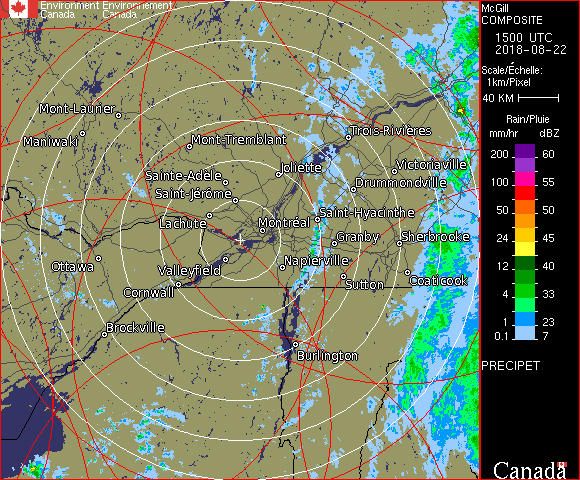 Environment Environnement
Canada Canada
McGill
COMPOSITE
1500 UTC
2018-08-22
Scale/Échelle:
1km/Pixel
40 KM
Rain/Pluie
mm/hr dBZ
200 60
100 55
50 50
24 45
12 40
4 33
1 23
0.1 7
PRECIPET
Canada
Mont-Laurier
Maniwaki
Mont-Tremblant
Trois-Rivières
Sainte-Adèle
Joliette
Victoriaville
Saint-Jérôme
Drummondville
Lachute
Montréal
Saint-Hyacinthe
Granby
Sherbrooke
Ottawa
Valleyfield
Napierville
Cornwall
Sutton
Coaticook
Brockville
Burlington